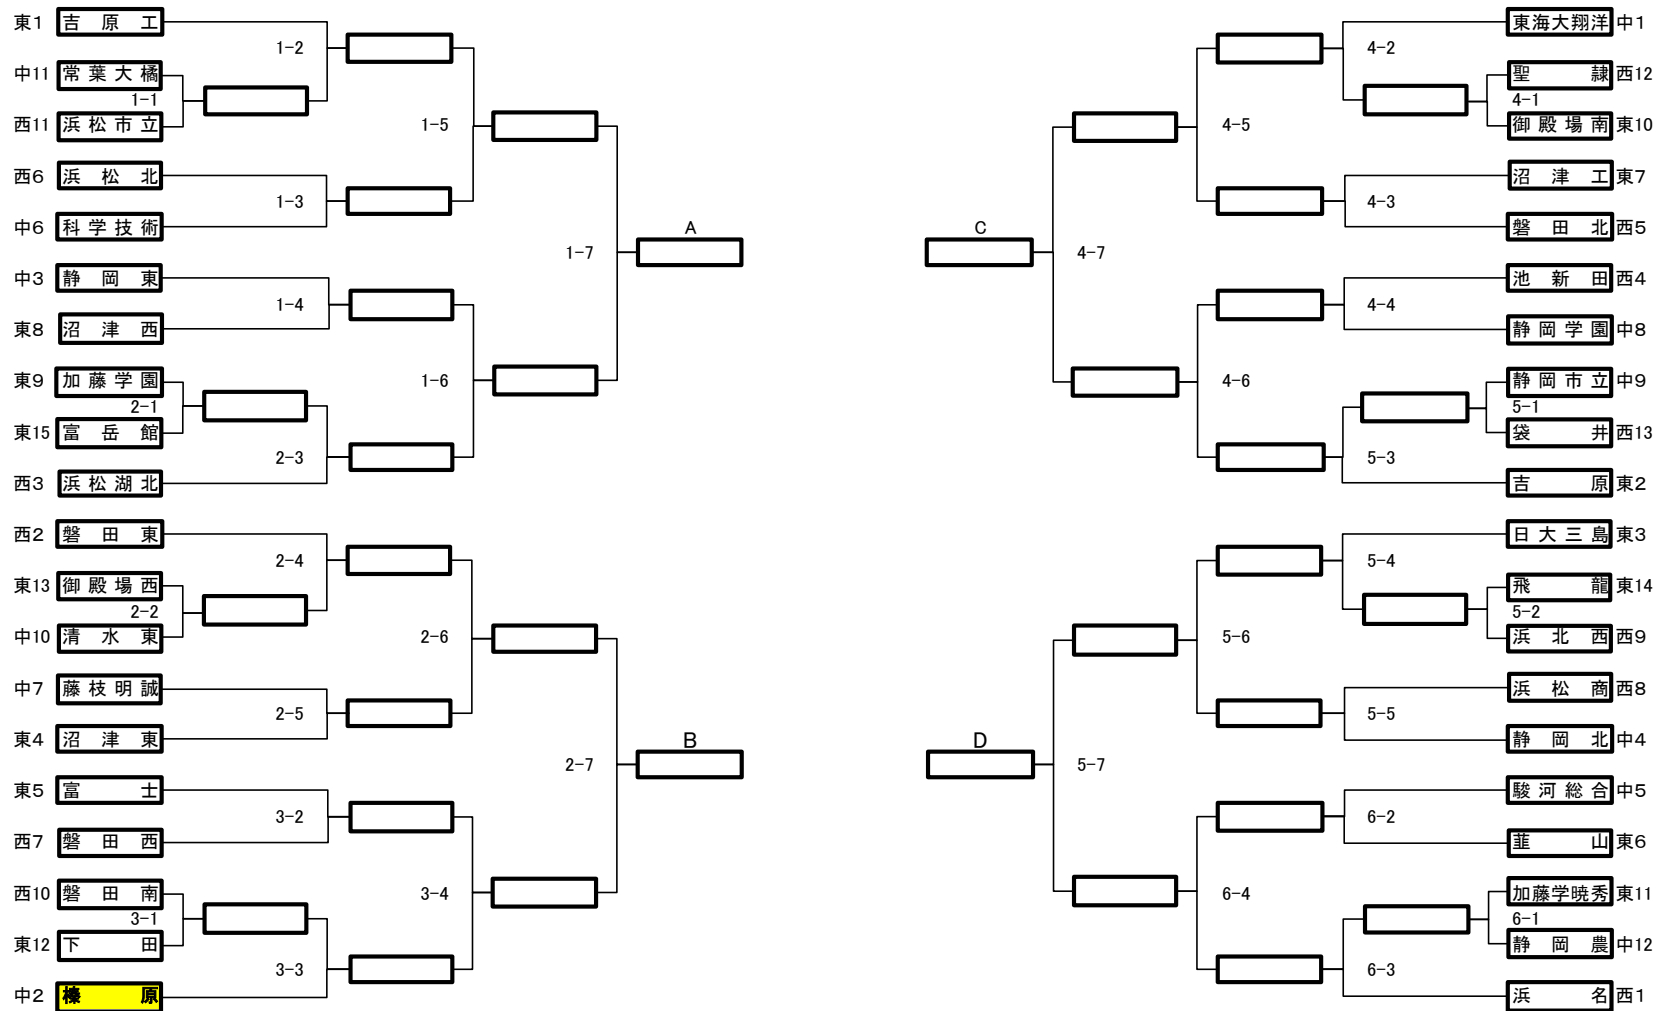 東1 吉原工
1-2
中11 常葉大橘
1-1
西11 浜松市立
1-5
西6 浜松北
1-3
中6 科学技術
A
1-7
中3 静岡東
1-4
東8 沼津西
東9 加藤学園
1-6
2-1
東15 富岳館
2-3
西3 浜松湖北
西2 磐田東
2-4
東13 御殿場西
2-2
中10 清水東
2-6
中7 藤枝明誠
2-5
東4 沼津東
B
2-7
東5 富士
3-2
西7 磐田西
西10 磐田南
3-4
3-1
東12 下田
3-3
中2 榛原
東海大翔洋 中1
4-2
聖隷 西12
4-1
御殿場南 東10
4-5
沼津工 東7
4-3
磐田北 西5
C
4-7
池新田 西4
4-4
静岡学園 中8
静岡市立 中9
4-6
5-1
袋井 西13
5-3
吉原 東2
日大三島 東3
5-4
飛龍 東14
5-2
浜北西 西9
5-6
浜松商 西8
5-5
静岡北 中4
D
5-7
駿河総合 中5
6-2
韮山 東6
加藤学暁秀 東11
6-4
6-1
静岡農 中12
6-3
浜名 西1